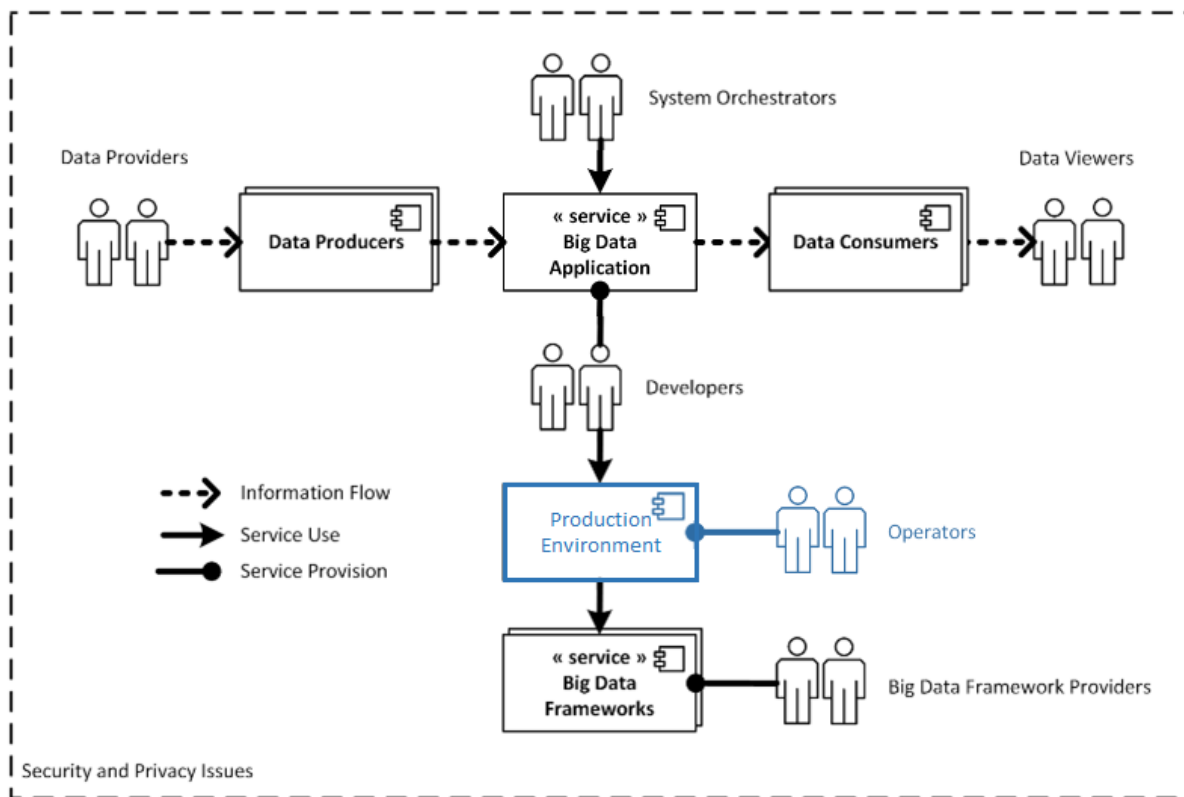 System Orchestrators
Data Providers
Data Viewers
Data Producers
« service »
Big Data
Application
Data Consumers
Developers
Information Flow
Service Use
Service Provision
Production
Environment
Operators
« service »
Big Data
Frameworks
Big Data Framework Providers
Security and Privacy Issues